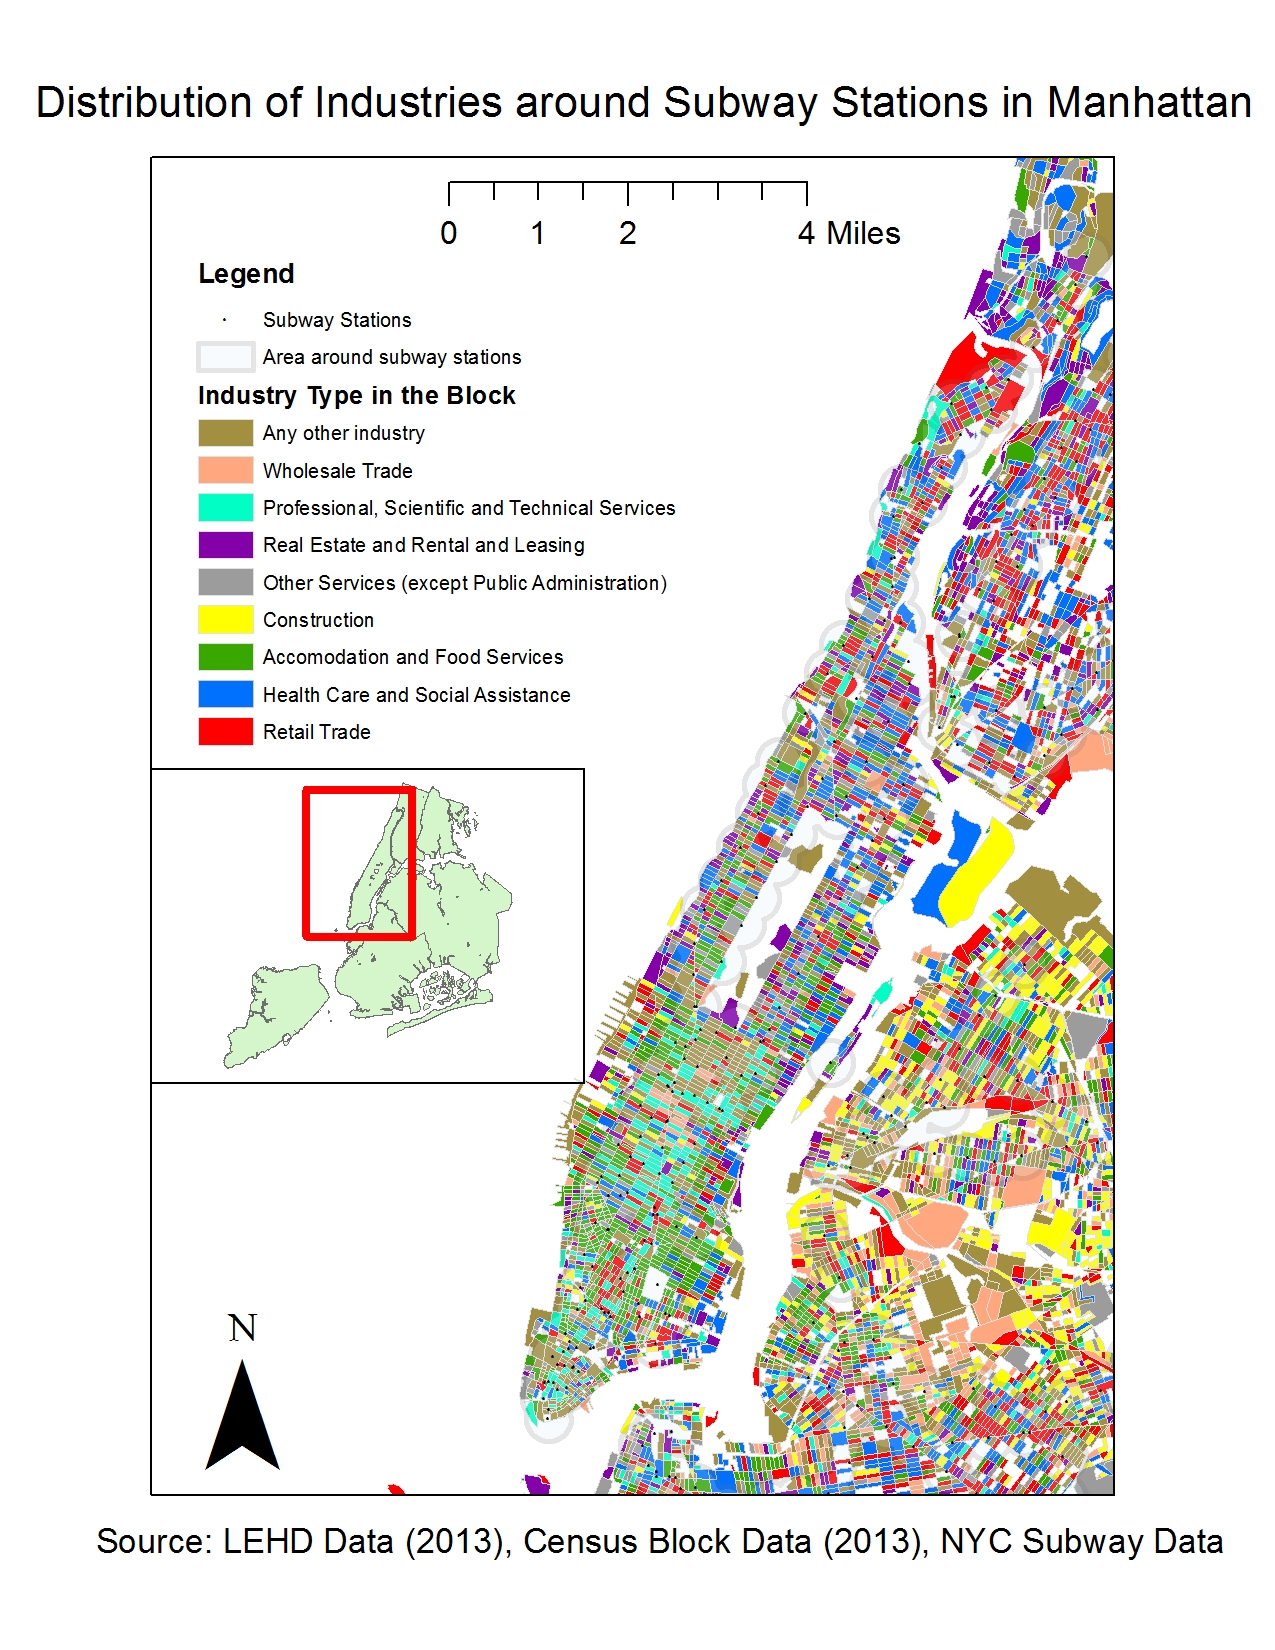 Distribution of Industries around Subway Stations in Manhattan
0 1 2 4 Miles
Legend
Subway Stations
Area around subway stations
Industry Type in the Block
Any other industry
Wholesale Trade
Professional, Scientific and Technical Services
Real Estate and Rental and Leasing
Other Services (except Public Administration)
Construction
Accomodation and Food Services
Health Care and Social Assistance
Retail Trade
N
Source: LEHD Data (2013), Census Block Data (2013), NYC Subway Data